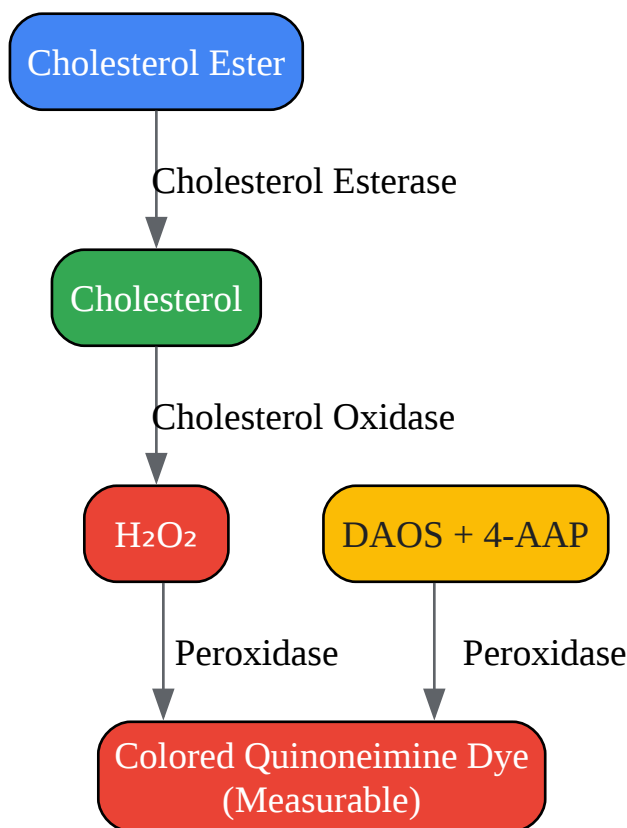 Cholesterol Ester
Cholesterol Esterase
Cholesterol
Cholesterol Oxidase
H₂O₂
DAOS + 4-AAP
Peroxidase
Peroxidase
Colored Quinoneimine Dye
(Measurable)